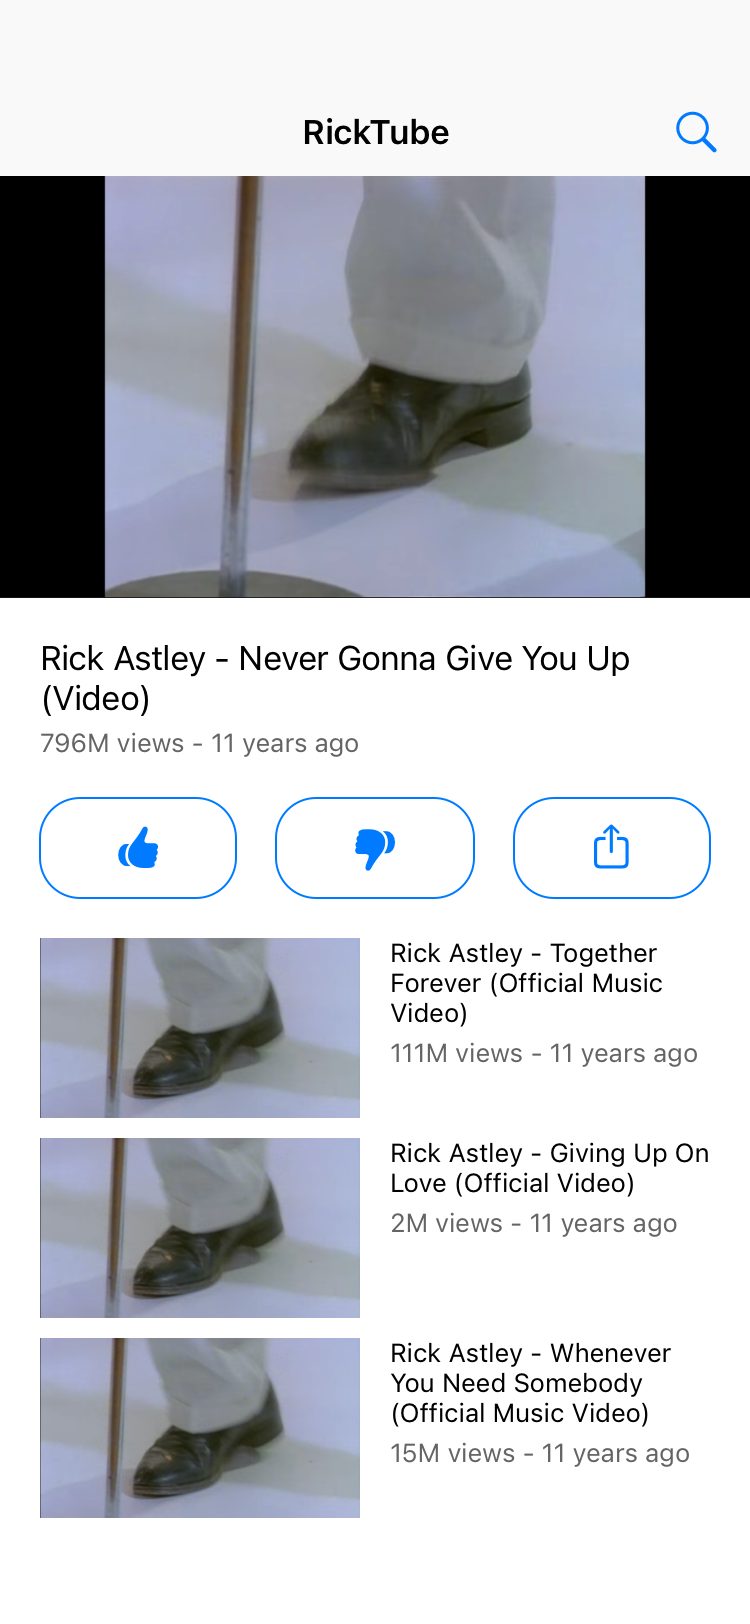 RickTube
Rick Astley - Never Gonna Give You Up
(Video)
796M views - 11 years ago
Rick Astley - Together
Forever (Official Music
Video)
111M views - 11 years ago
Rick Astley - Giving Up On
Love (Official Video)
2M views - 11 years ago
Rick Astley - Whenever
You Need Somebody
(Official Music Video)
15M views - 11 years ago